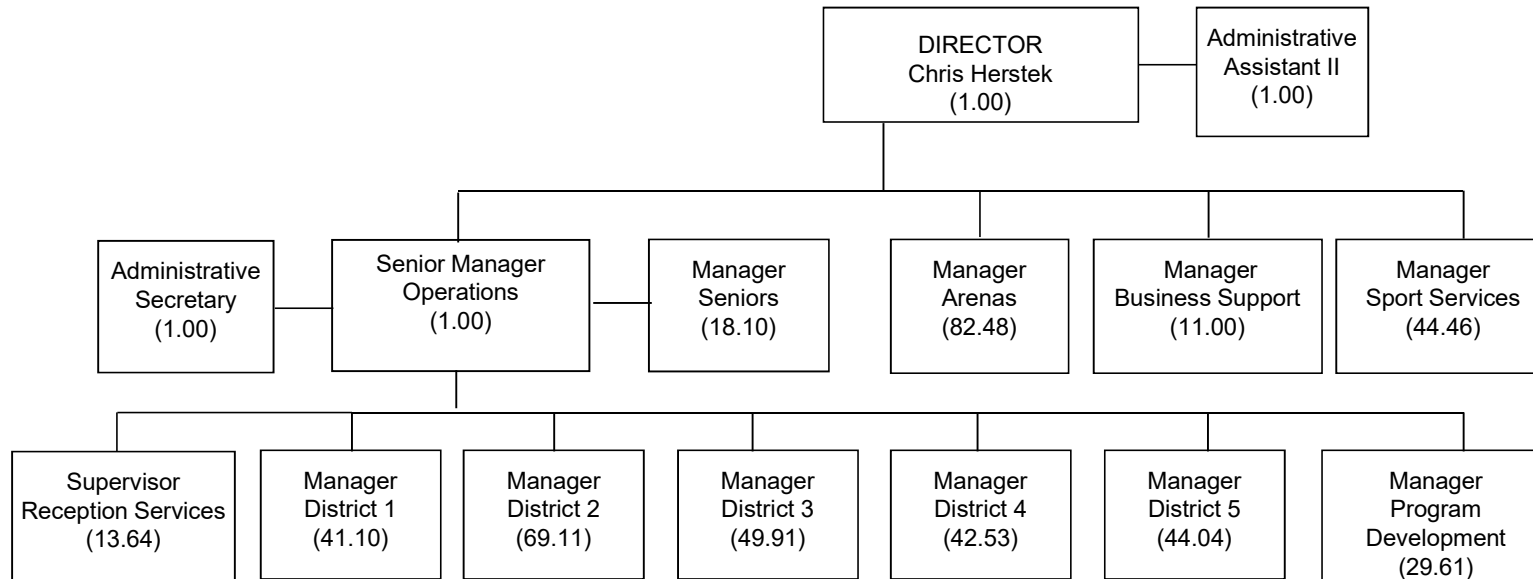 DIRECTOR
Chris Herstek
(1.00)
Administrative
Assistant II
(1.00)
Administrative
Secretary
(1.00)
Senior Manager
Operations
(1.00)
Manager
Seniors
(18.10)
Manager
Arenas
(82.48)
Manager
Business Support
(11.00)
Manager
Sport Services
(44.46)
Supervisor
Reception Services
(13.64)
Manager
District 1
(41.10)
Manager
District 2
(69.11)
Manager
District 3
(49.91)
Manager
District 4
(42.53)
Manager
District 5
(44.04)
Manager
Program
Development
(29.61)